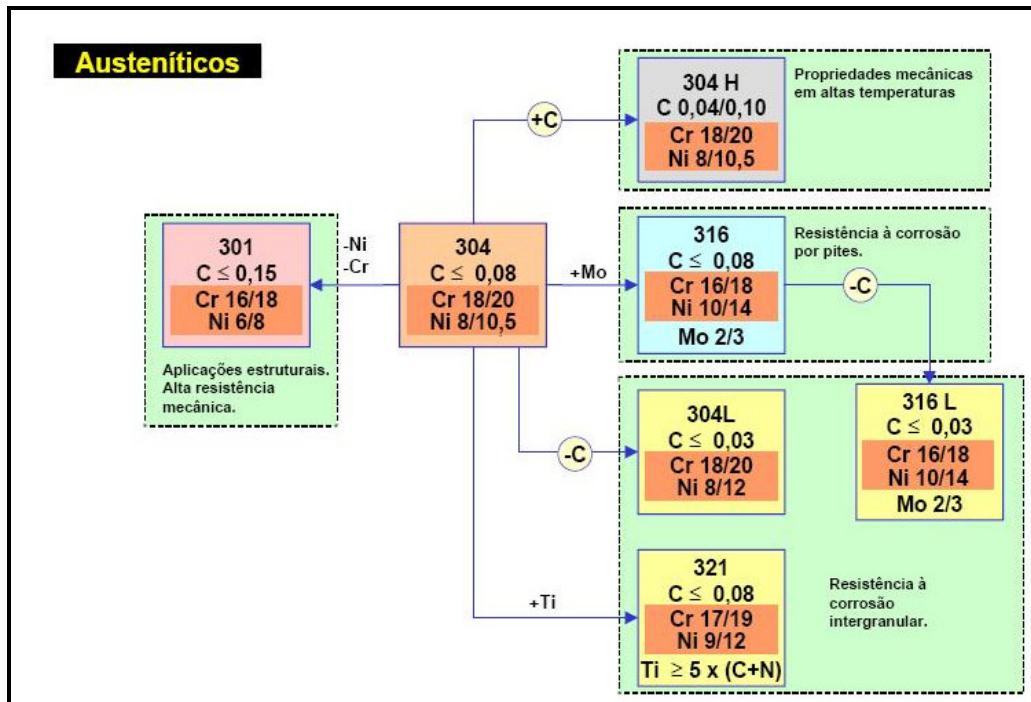 Austeníticos
304 H
C 0,04/0,10
Cr 18/20
Ni 8/10,5
Propriedades mecânicas
em altas temperaturas
+C
301
C ≤ 0,15
Cr 16/18
Ni 6/8
Aplicações estruturais.
Alta resistência
mecânica.
-Ni
-Cr
304
C ≤ 0,08
Cr 18/20
Ni 8/10,5
+Mo
316
C ≤ 0,08
Cr 16/18
Ni 10/14
Mo 2/3
Resistência à corrosão
por pites.
-C
304L
C ≤ 0,03
Cr 18/20
Ni 8/12
-C
316 L
C ≤ 0,03
Cr 16/18
Ni 10/14
Mo 2/3
+Ti
321
C ≤ 0,08
Cr 17/19
Ni 9/12
Ti ≥ 5 x (C+N)
Resistência à
corrosão
intergranular.